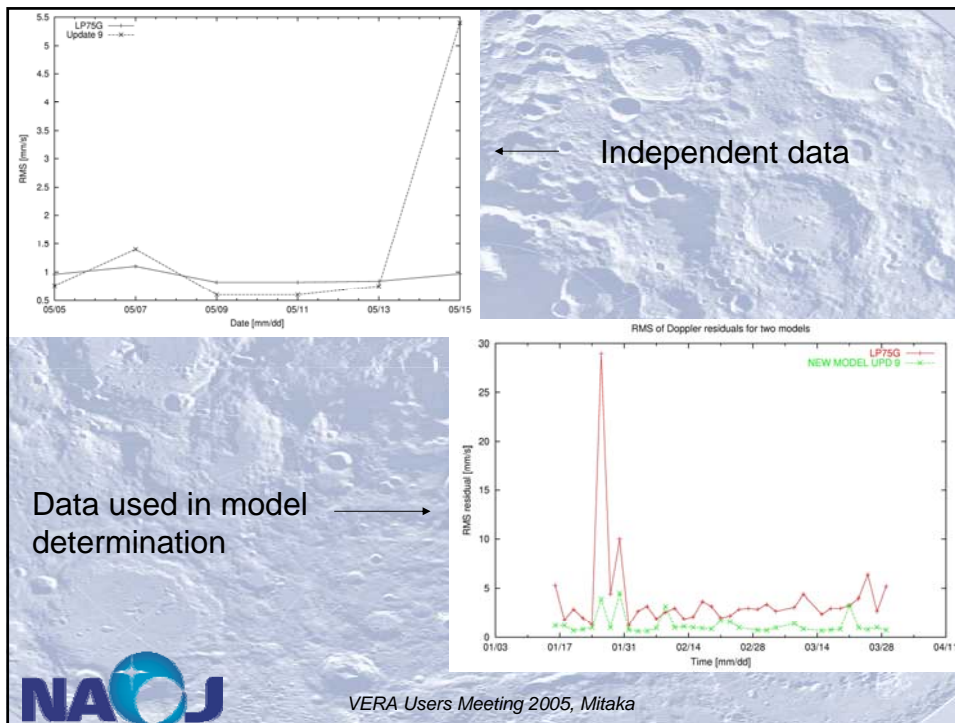 5.5
LP75G
Update 9
5
4.5
4
3.5
3
2.5
2
1.5
1
0.5
RMS [mm/s]
05/05 05/07 05/09 05/11 05/13 05/15
Date [mm/dd]
Independent data
Data used in model
determination
RMS of Doppler residuals for two models
30
LP75G
NEW MODEL UPD 9
25
20
15
10
5
0
RMS residual [mm/s]
01/03 01/17 01/31 02/14 02/28 03/14 03/28 04/11
Time [mm/dd]
NAOJ
VERA Users Meeting 2005, Mitaka